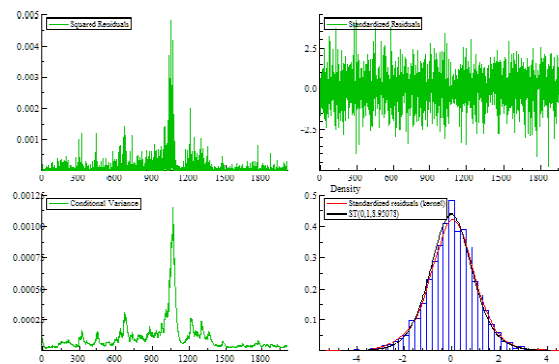 0.005
Squared Residuals
0.004
0.003
0.002
0.001
0 300 600 900 1200 1500 1800
Standardized Residuals
2.5
0.0
-2.5
0 300 600 900 1200 1500 1800
0.00125
Conditional Variance
0.00100
0.00075
0.00050
0.00025
0 300 600 900 1200 1500 1800
Density
0.5
Standardized residuals (kernel)
ST(0,1,8.95078)
0.4
0.3
0.2
0.1
-4 -2 0 2